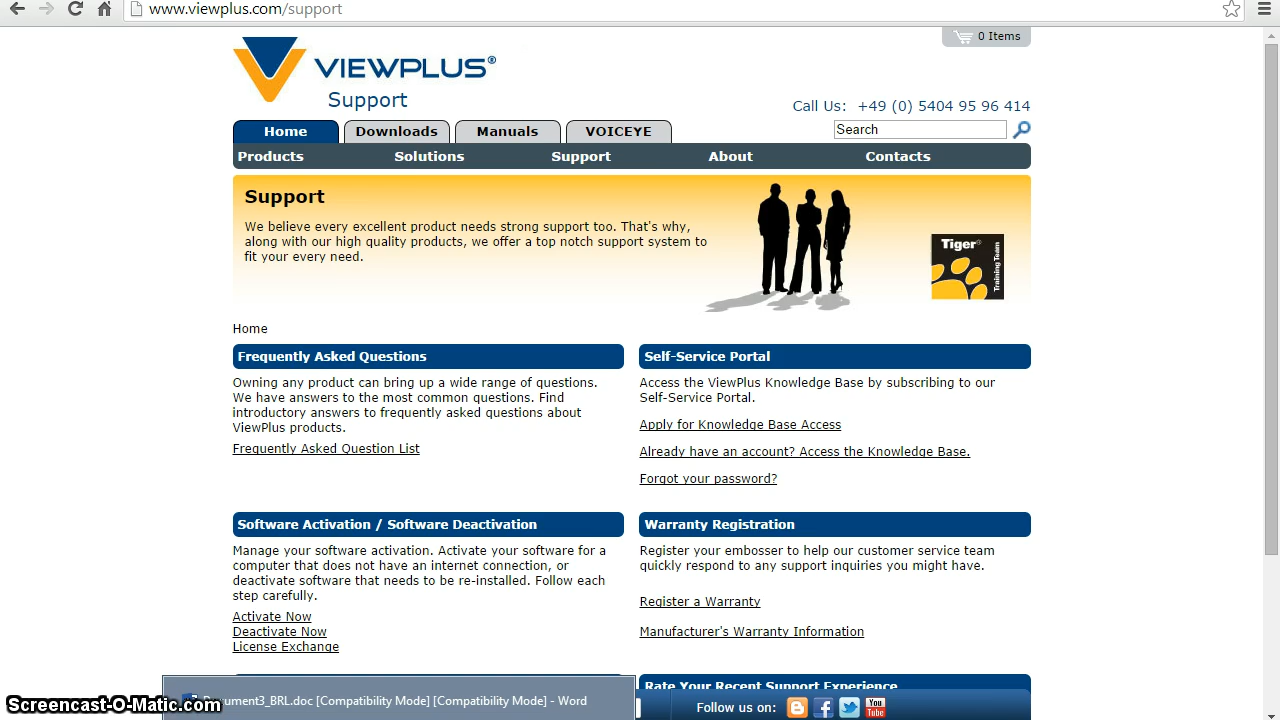 www.viewplus.com/support
0 Items
VIEWPLUS®
Support
Call Us: +49 (0) 5404 95 96 414
Home
Downloads
Manuals
VOICEYE
Search
Products
Solutions
Support
About
Contacts
Support
We believe every excellent product needs strong support too. That's why,
along with our high quality products, we offer a top notch support system to
fit your every need.
Tiger®
Training Team
Home
Frequently Asked Questions
Owning any product can bring up a wide range of questions.
We have answers to the most common questions. Find
introductory answers to frequently asked questions about
ViewPlus products.
Frequently Asked Question List
Self-Service Portal
Access the ViewPlus Knowledge Base by subscribing to our
Self-Service Portal.
Apply for Knowledge Base Access
Already have an account? Access the Knowledge Base.
Forgot your password?
Software Activation / Software Deactivation
Manage your software activation. Activate your software for a
computer that does not have an internet connection, or
deactivate software that needs to be re-installed. Follow each
step carefully.
Activate Now
Deactivate Now
License Exchange
Warranty Registration
Register your embosser to help our customer service team
quickly respond to any support inquiries you might have.
Register a Warranty
Manufacturer's Warranty Information
Rate Your Recent Support Experience
[Compatibility Mode] [Compatibility Mode] - Word
Follow us on:
You
Tube
Screencast-O-Matic.com